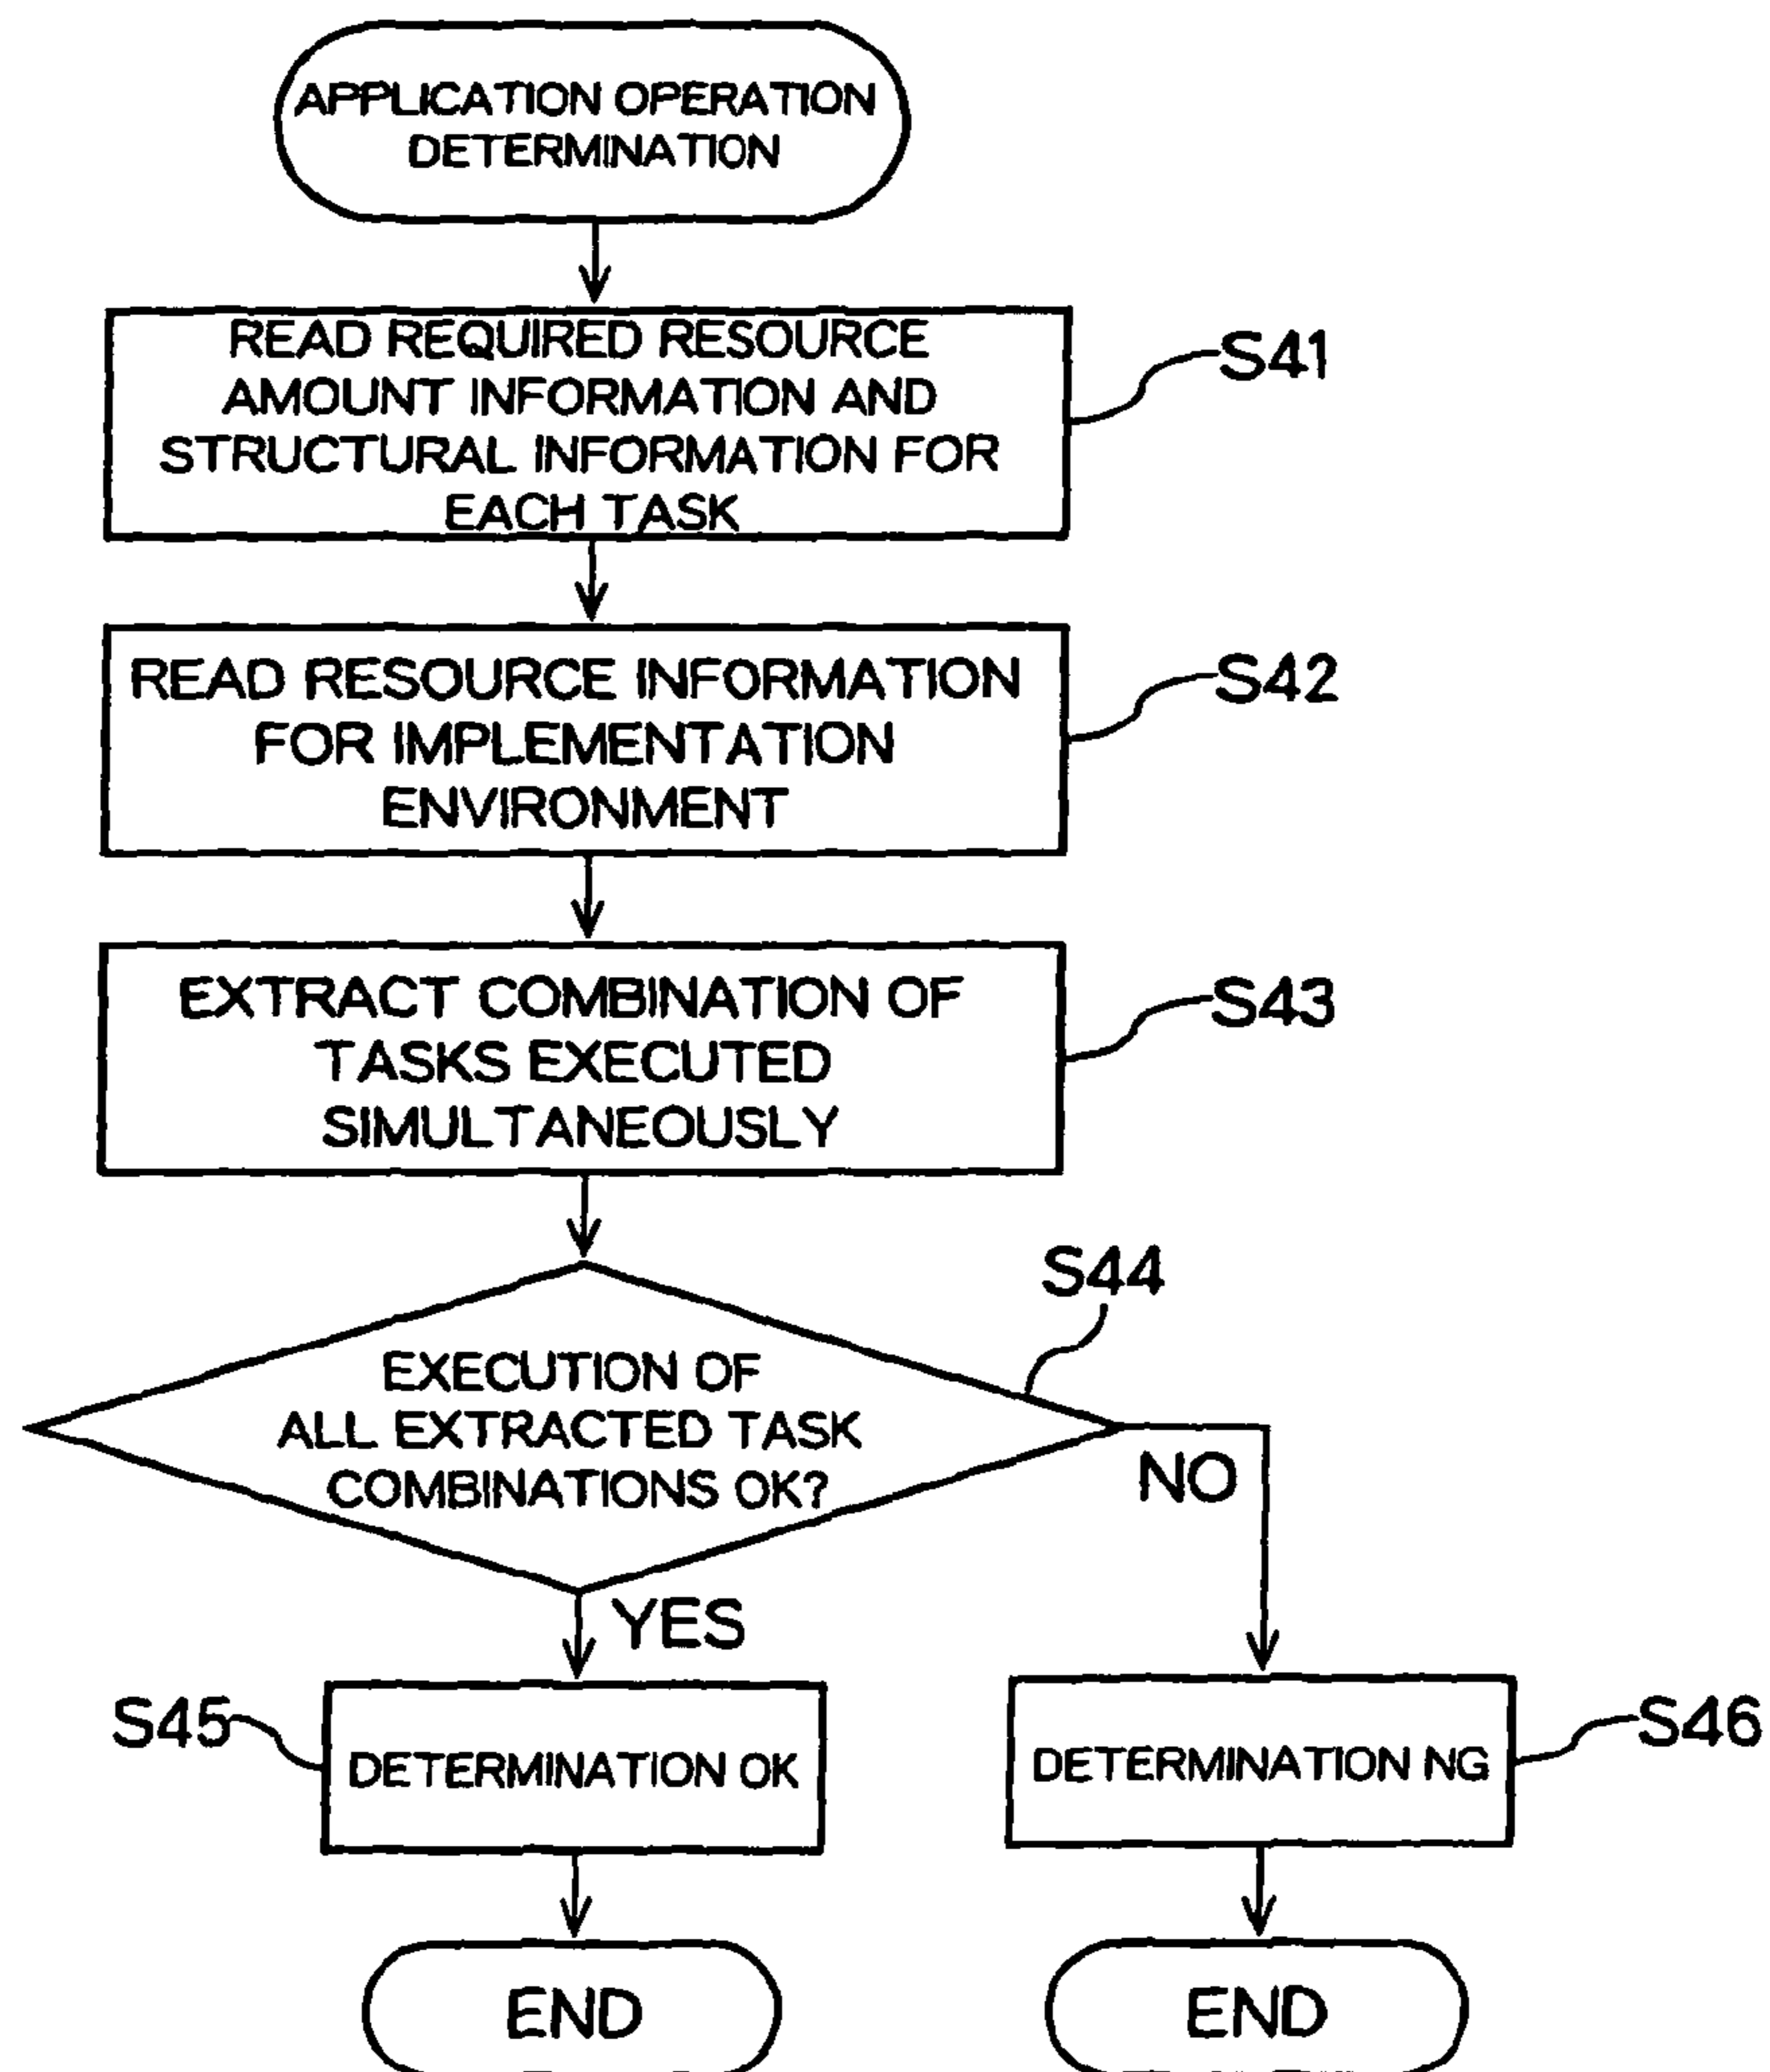 APPLICATION OPERATION
DETERMINATION
READ REQUIRED RESOURCE
AMOUNT INFORMATION AND
STRUCTURAL INFORMATION FOR
EACH TASK
S41
READ RESOURCE INFORMATION
FOR IMPLEMENTATION
ENVIRONMENT
S42
EXTRACT COMBINATION OF
TASKS EXECUTED
SIMULTANEOUSLY
S43
S44
EXECUTION OF
ALL EXTRACTED TASK
COMBINATIONS OK?
NO
YES
S45
DETERMINATION OK
DETERMINATION NG
S46
END
END